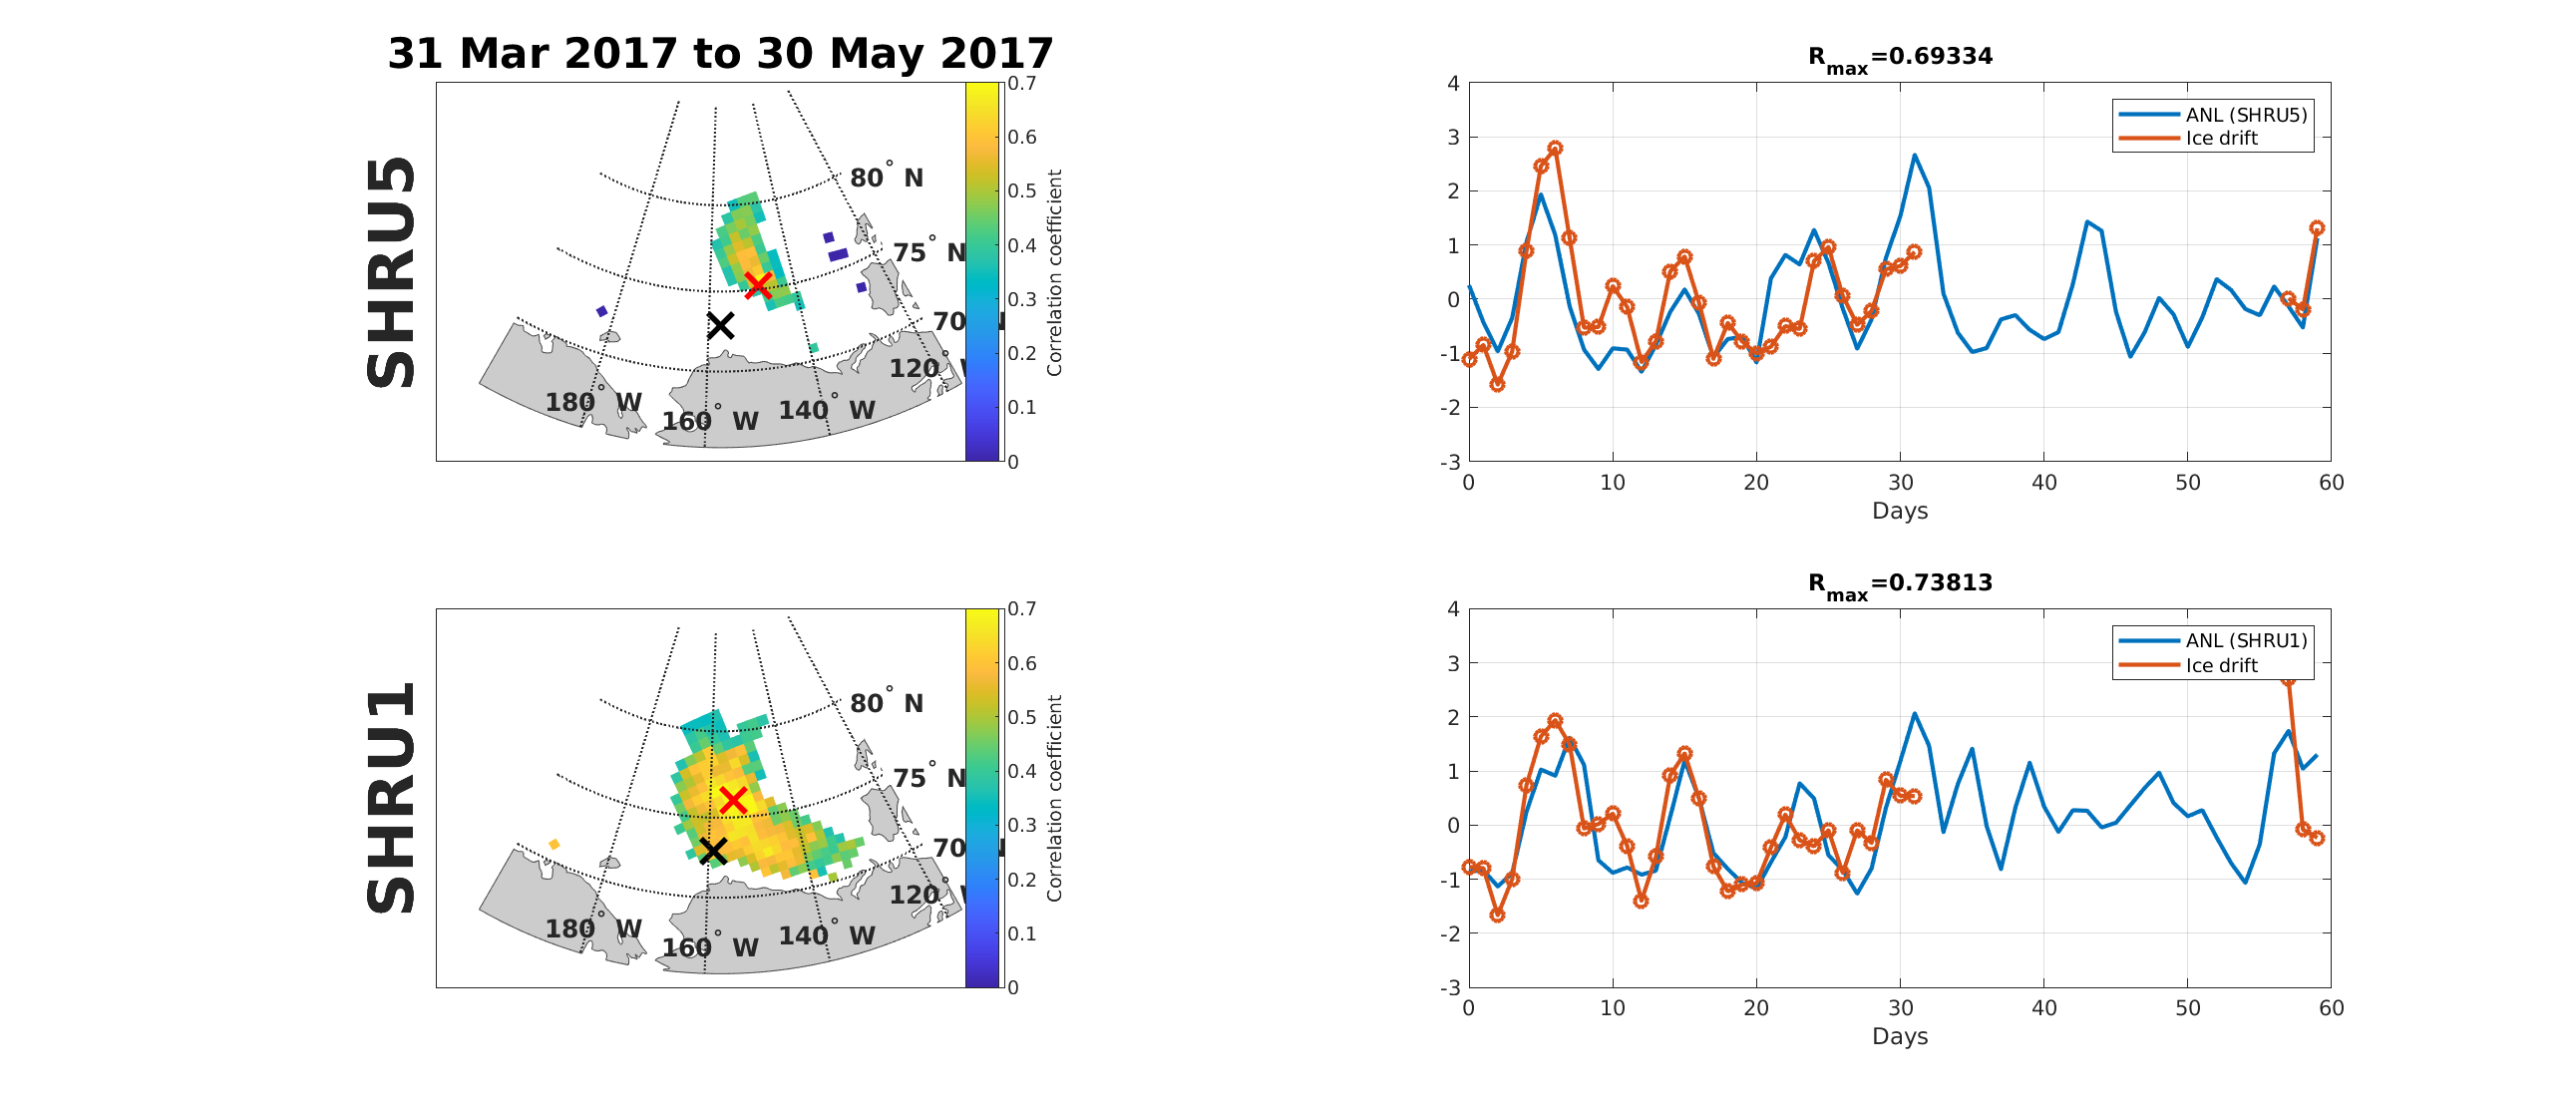 31 Mar 2017 to 30 May 2017
SHRU5
80° N
75° N
70° N
120° W
180° W
160° W
140° W
0.7
0.6
0.5
0.4
0.3
0.2
0.1
0
Correlation coefficient
Rmax=0.69334
4
3
2
1
0
-1
-2
-3
0 10 20 30 40 50 60
Days
ANL (SHRU5)
Ice drift
SHRU1
80° N
75° N
70° N
120° W
180° W
160° W
140° W
0.7
0.6
0.5
0.4
0.3
0.2
0.1
0
Correlation coefficient
Rmax=0.73813
4
3
2
1
0
-1
-2
-3
0 10 20 30 40 50 60
Days
ANL (SHRU1)
Ice drift